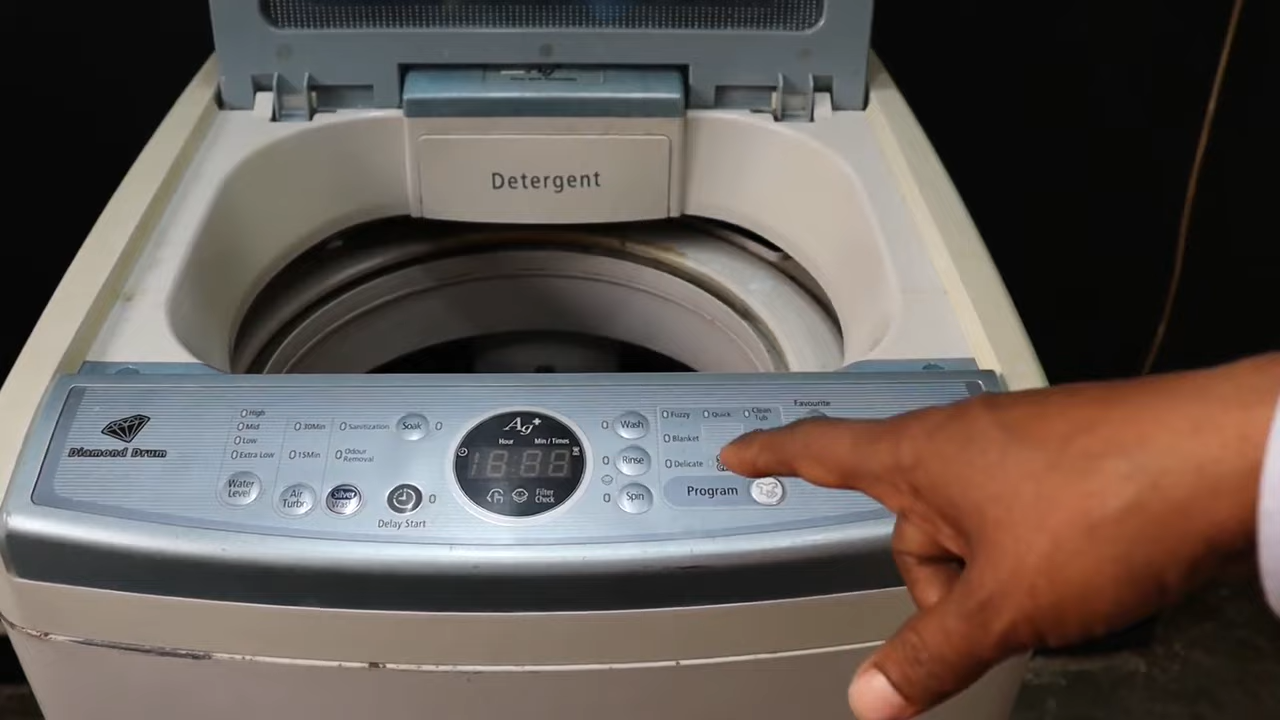 Detergent
Diamond Drum
High
Mid
Low
Extra Low
Water
Level
30Min
15Min
Air
Turbo
Sanitization
Odour
Removal
Silver
Wash
Soak
Delay Start
Ag+
Hour Min / Times
18:88
Filter
Check
Wash
Rinse
Spin
Fuzzy Quick Clean
Tub
Blanket
Delicate
Program
Favourite